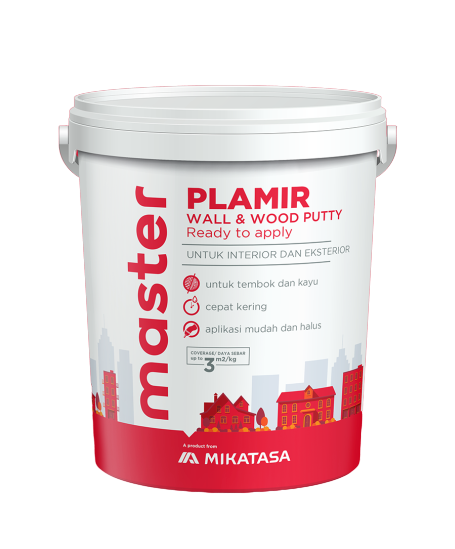 master
PLAMIR
WALL & WOOD PUTTY
Ready to apply
UNTUK INTERIOR DAN EKSTERIOR
untuk tembok dan kayu
cepat kering
aplikasi mudah dan halus
COVERAGE/ DAYA SEBAR
up to 3 m2/kg
A product from
MIKATASA